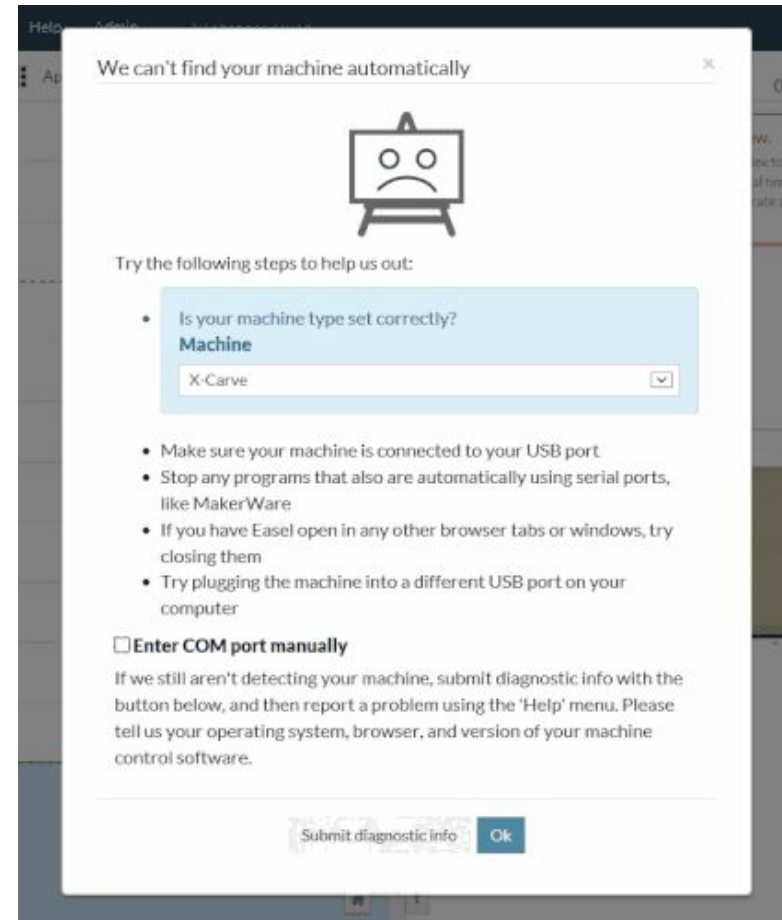 Help Admin
Ap
We can't find your machine automatically ×
Try the following steps to help us out:
• Is your machine type set correctly?
Machine
X-Carve
• Make sure your machine is connected to your USB port
• Stop any programs that also are automatically using serial ports,
like MakerWare
• If you have Easel open in any other browser tabs or windows, try
closing them
• Try plugging the machine into a different USB port on your
computer
Enter COM port manually
If we still aren't detecting your machine, submit diagnostic info with the
button below, and then report a problem using the 'Help' menu. Please
tell us your operating system, browser, and version of your machine
control software.
Submit diagnostic info Ok